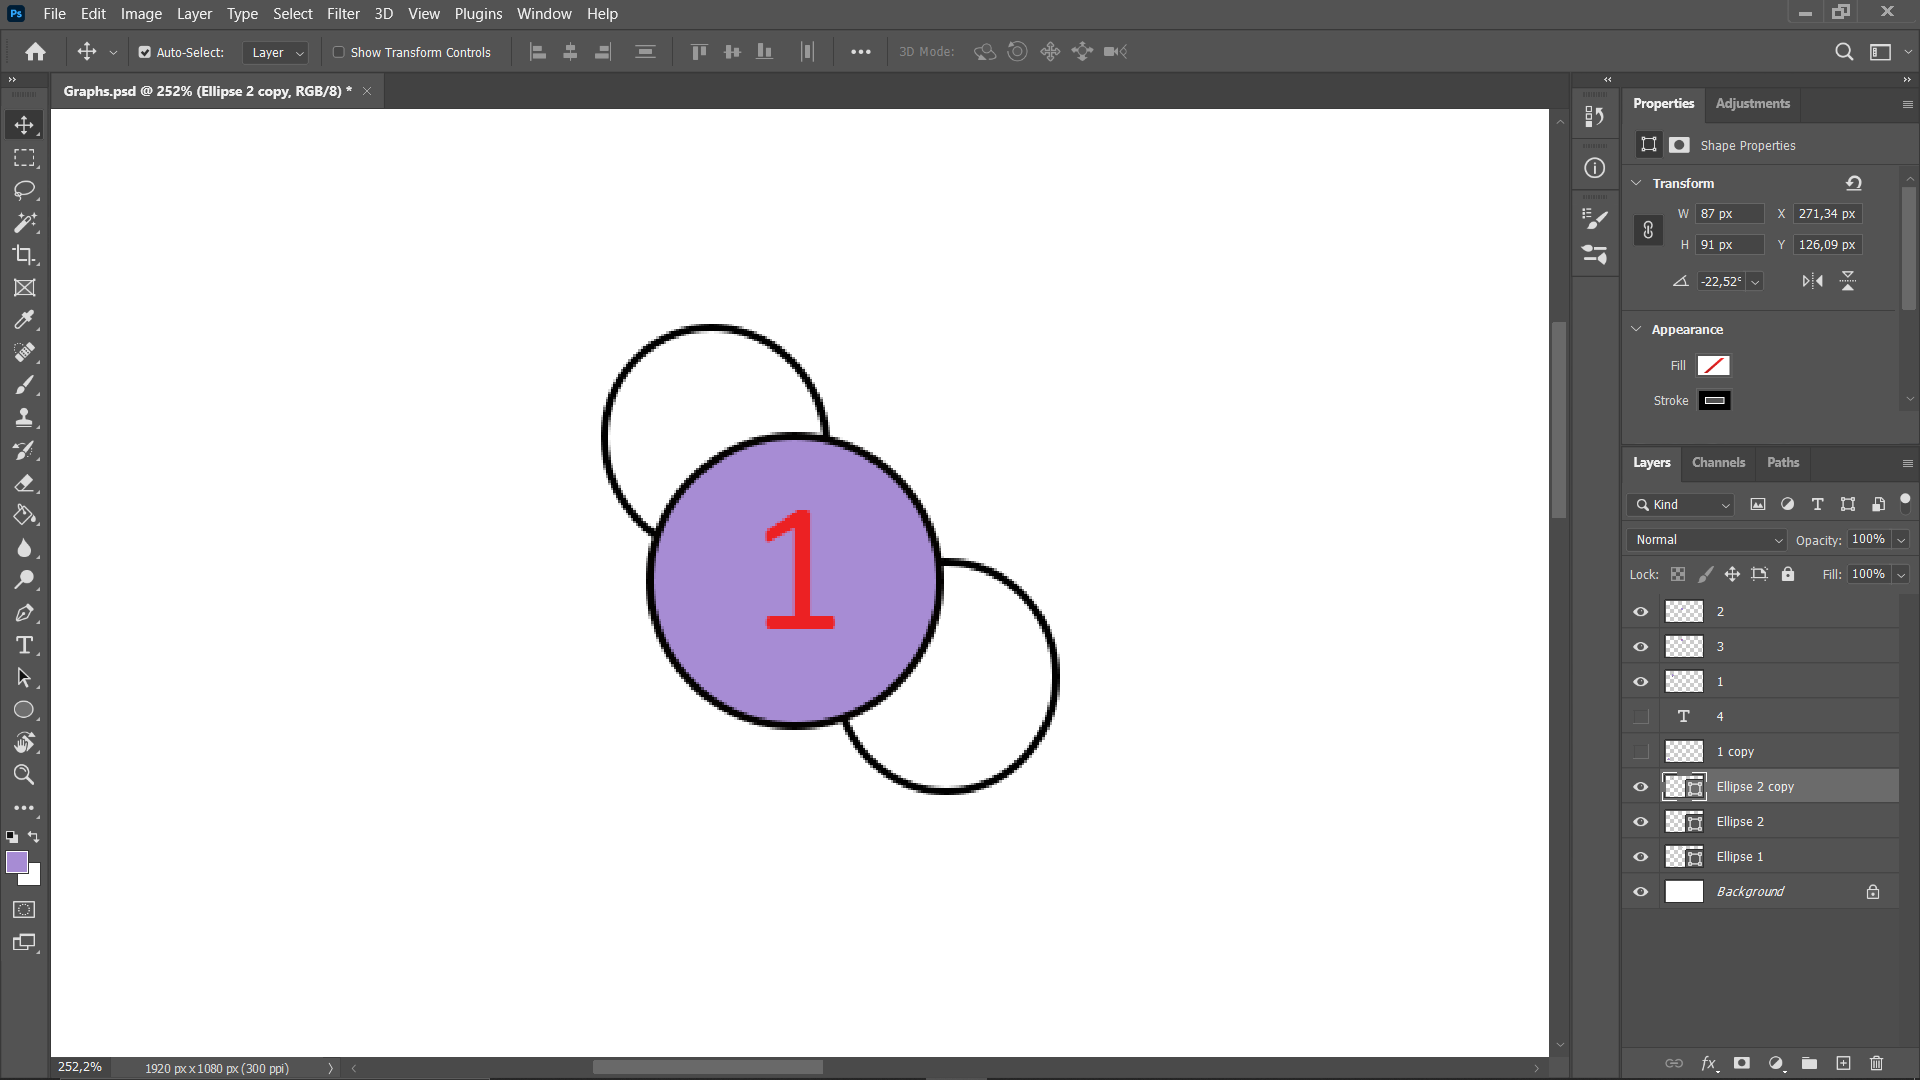 Ps File Edit Image Layer Type Select Filter 3D View Plugins Window Help
Auto-Select: Layer Show Transform Controls 3D Mode:
Graphs.psd @ 252% (Ellipse 2 copy, RGB/8) *
Properties Adjustments
Shape Properties
Transform
W 87 px X 271,34 px
H 91 px Y 126,09 px
-22,52°
Appearance
Fill
Stroke
1
Layers Channels Paths
Kind
Normal Opacity: 100%
Lock: Fill: 100%
2
3
1
T 4
1 copy
Ellipse 2 copy
Ellipse 2
Ellipse 1
Background
fx
252,2% 1920 px x 1080 px (300 ppi)